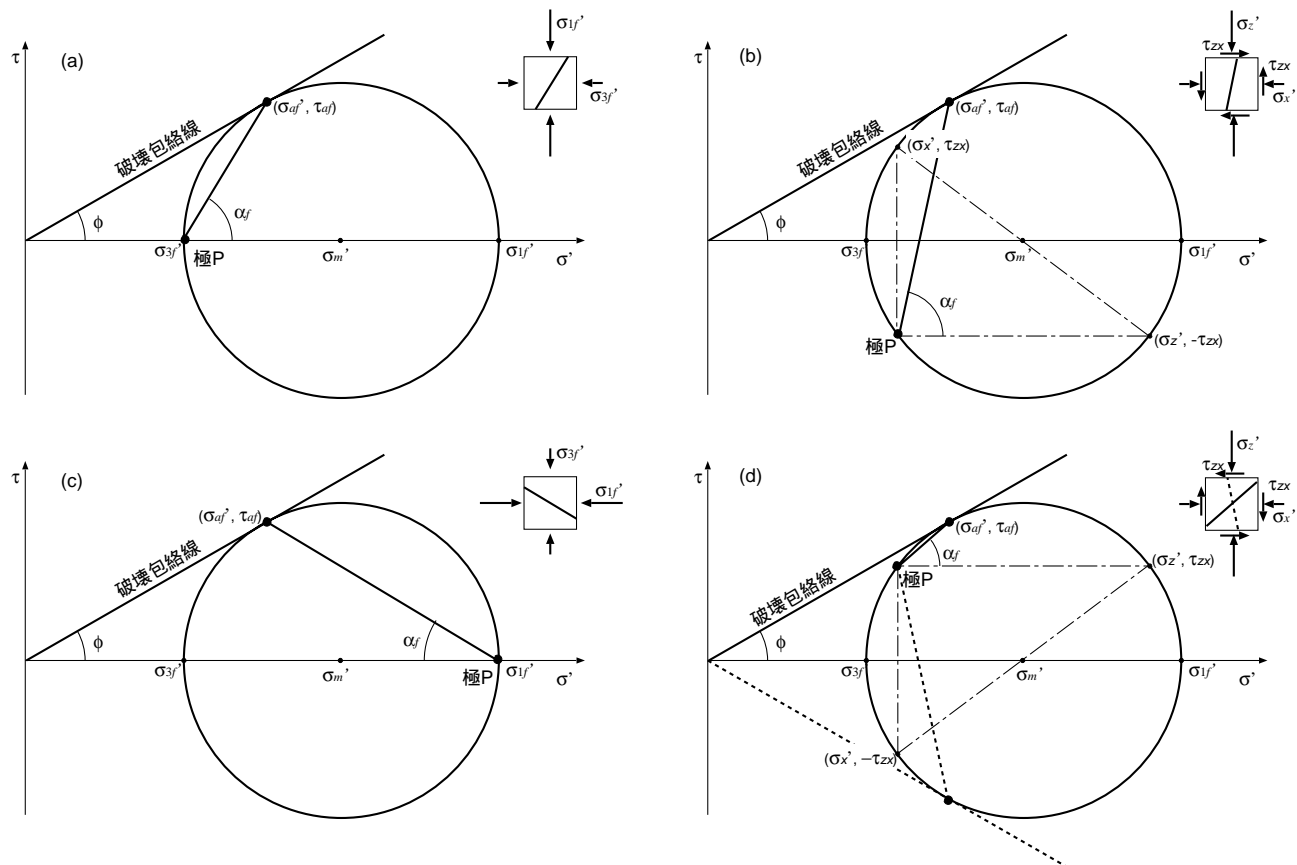 (a)
τ
σ1f’
σ3f’
(σaf’, τaf)
破壊包絡線
φ
αf
σ3f’
極P
σm’
σ1f’
σ’
(b)
τ
σz’
τzx
τzx
σx’
(σaf’, τaf)
破壊包絡線
(σx’, τzx)
φ
αf
σ3f
σm’
σ1f’
σ’
極P
(σz’, -τzx)
(c)
τ
σ3f’
σ1f’
(σaf’, τaf)
破壊包絡線
φ
αf
σ3f’
σm’
極P
σ1f’
σ’
(d)
τ
σz’
τzx
τzx
σx’
(σaf’, τaf)
破壊包絡線
αf
極P
(σz’, τzx)
φ
σ3f
σm’
σ1f’
σ’
(σx’, −τzx)